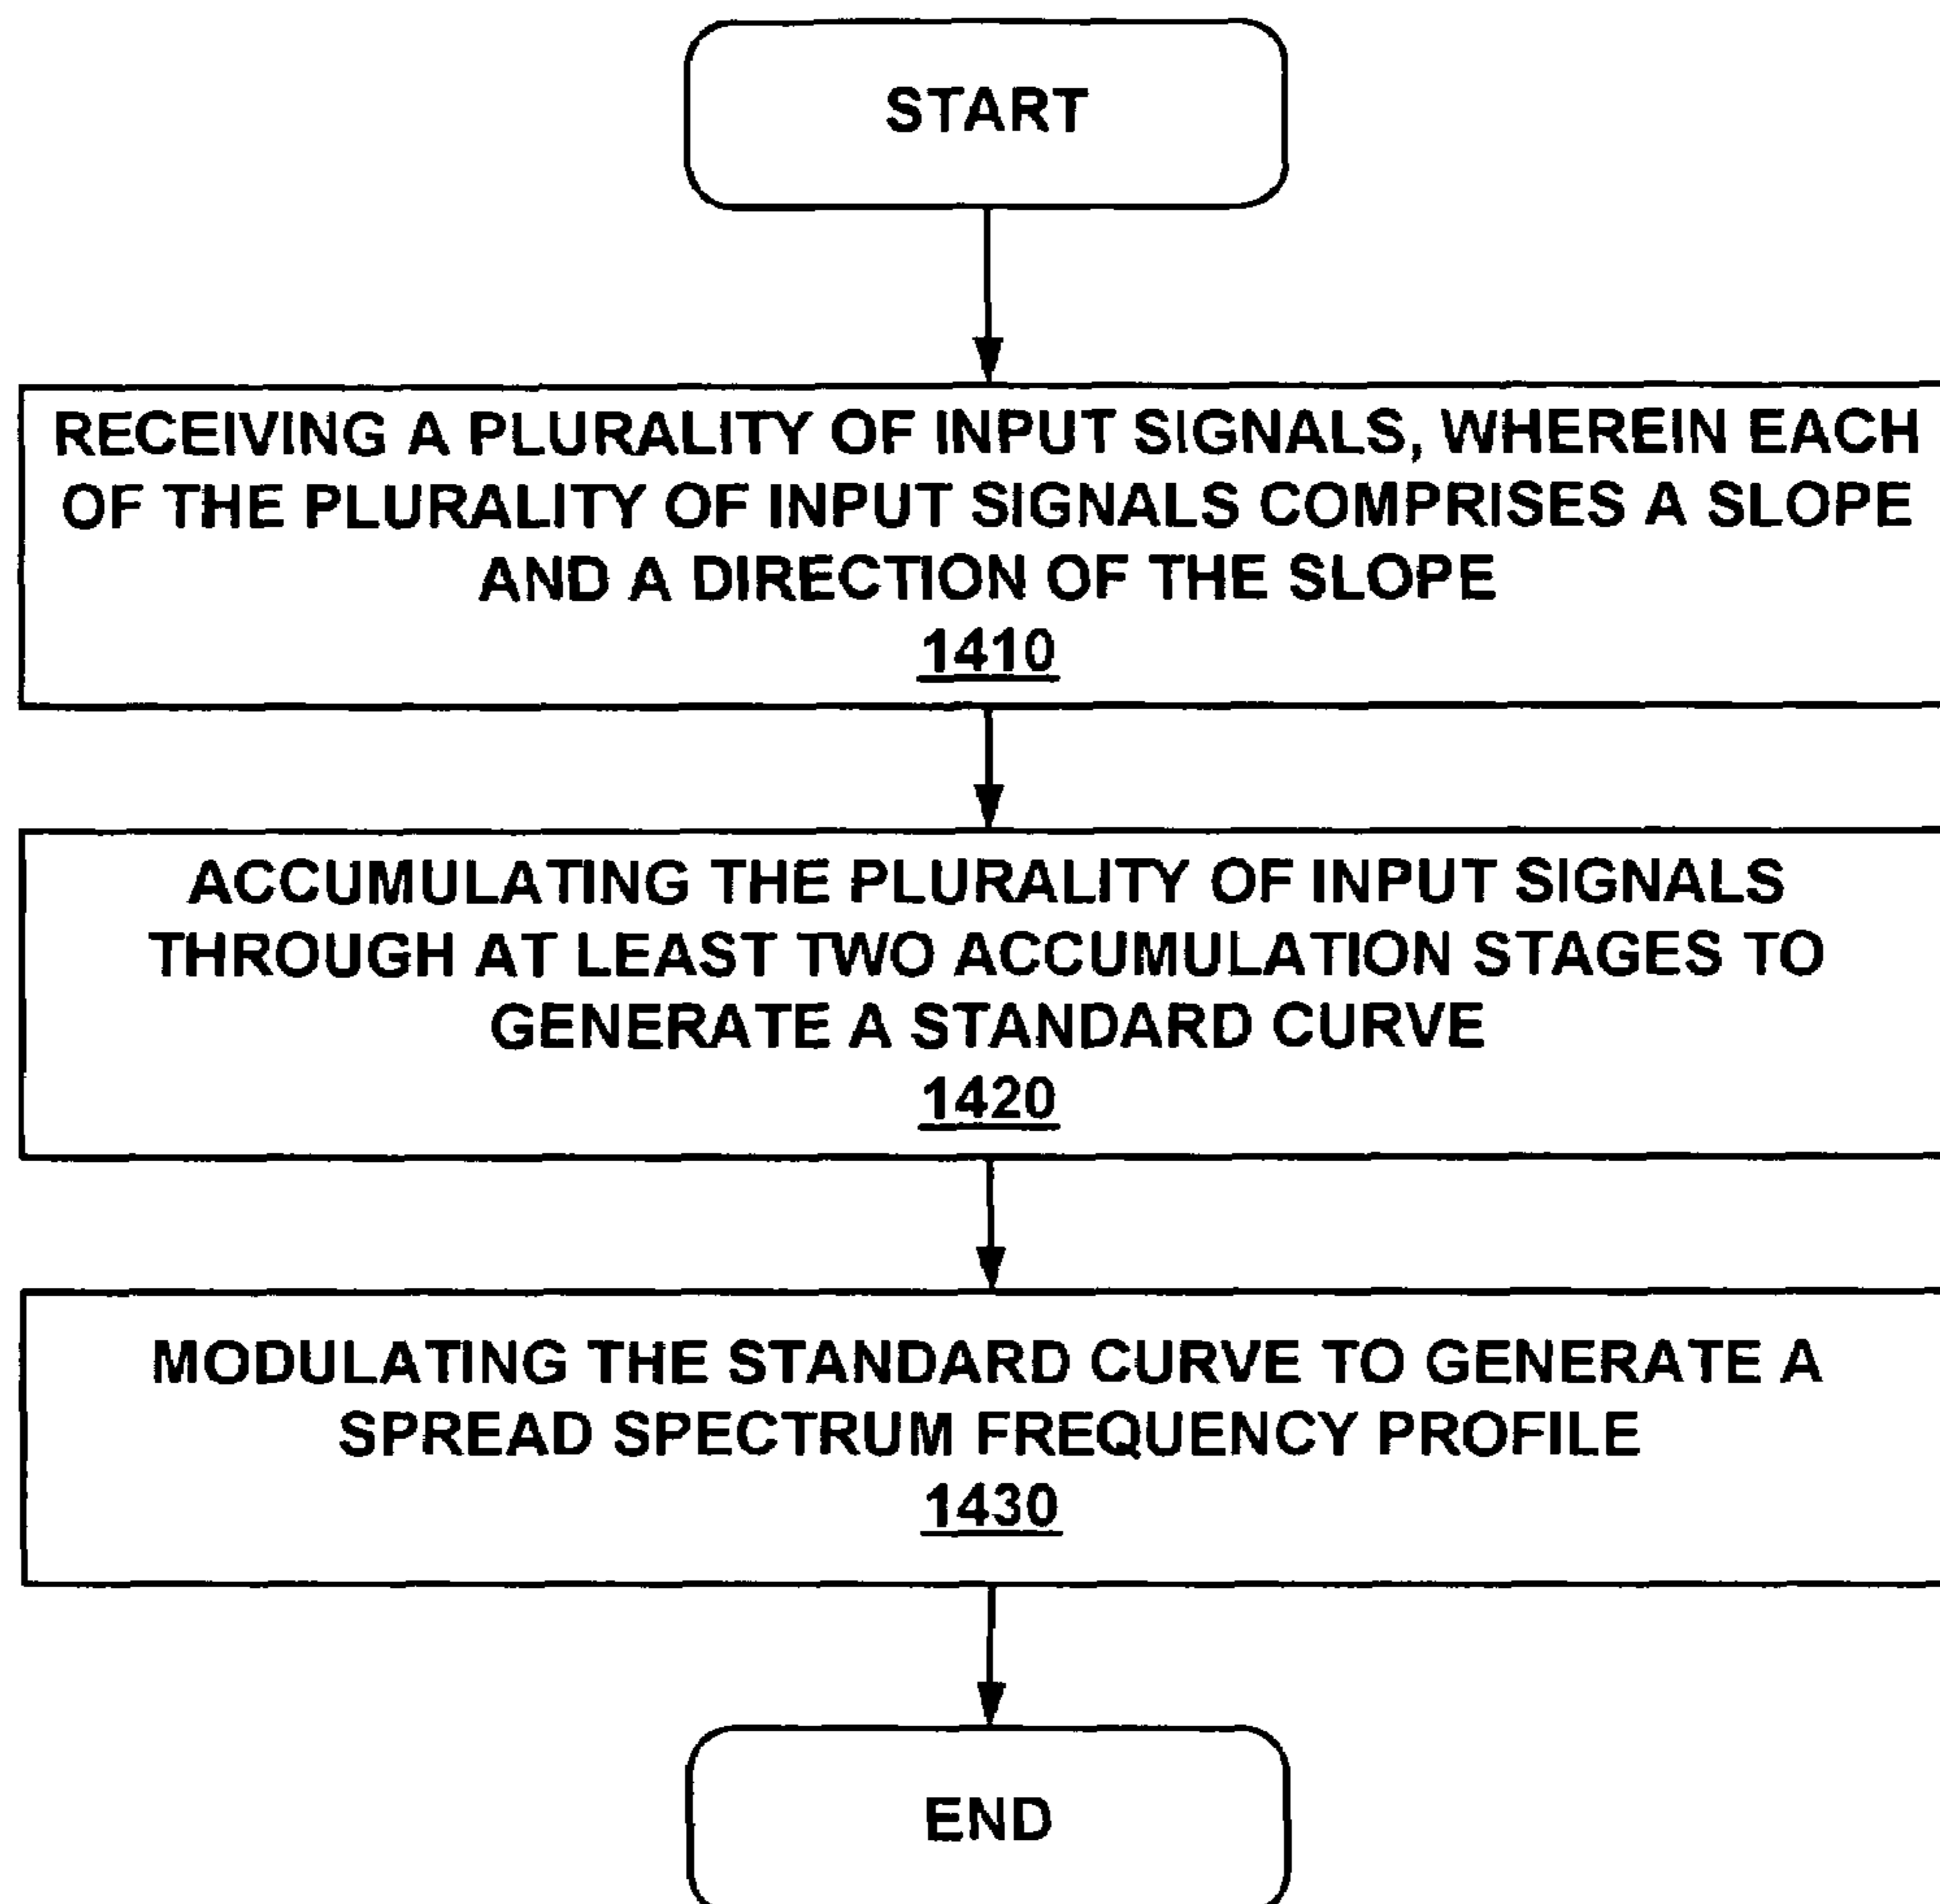 START
RECEIVING A PLURALITY OF INPUT SIGNALS, WHEREIN EACH
OF THE PLURALITY OF INPUT SIGNALS COMPRISES A SLOPE
AND A DIRECTION OF THE SLOPE
1410
ACCUMULATING THE PLURALITY OF INPUT SIGNALS
THROUGH AT LEAST TWO ACCUMULATION STAGES TO
GENERATE A STANDARD CURVE
1420
MODULATING THE STANDARD CURVE TO GENERATE A
SPREAD SPECTRUM FREQUENCY PROFILE
1430
END